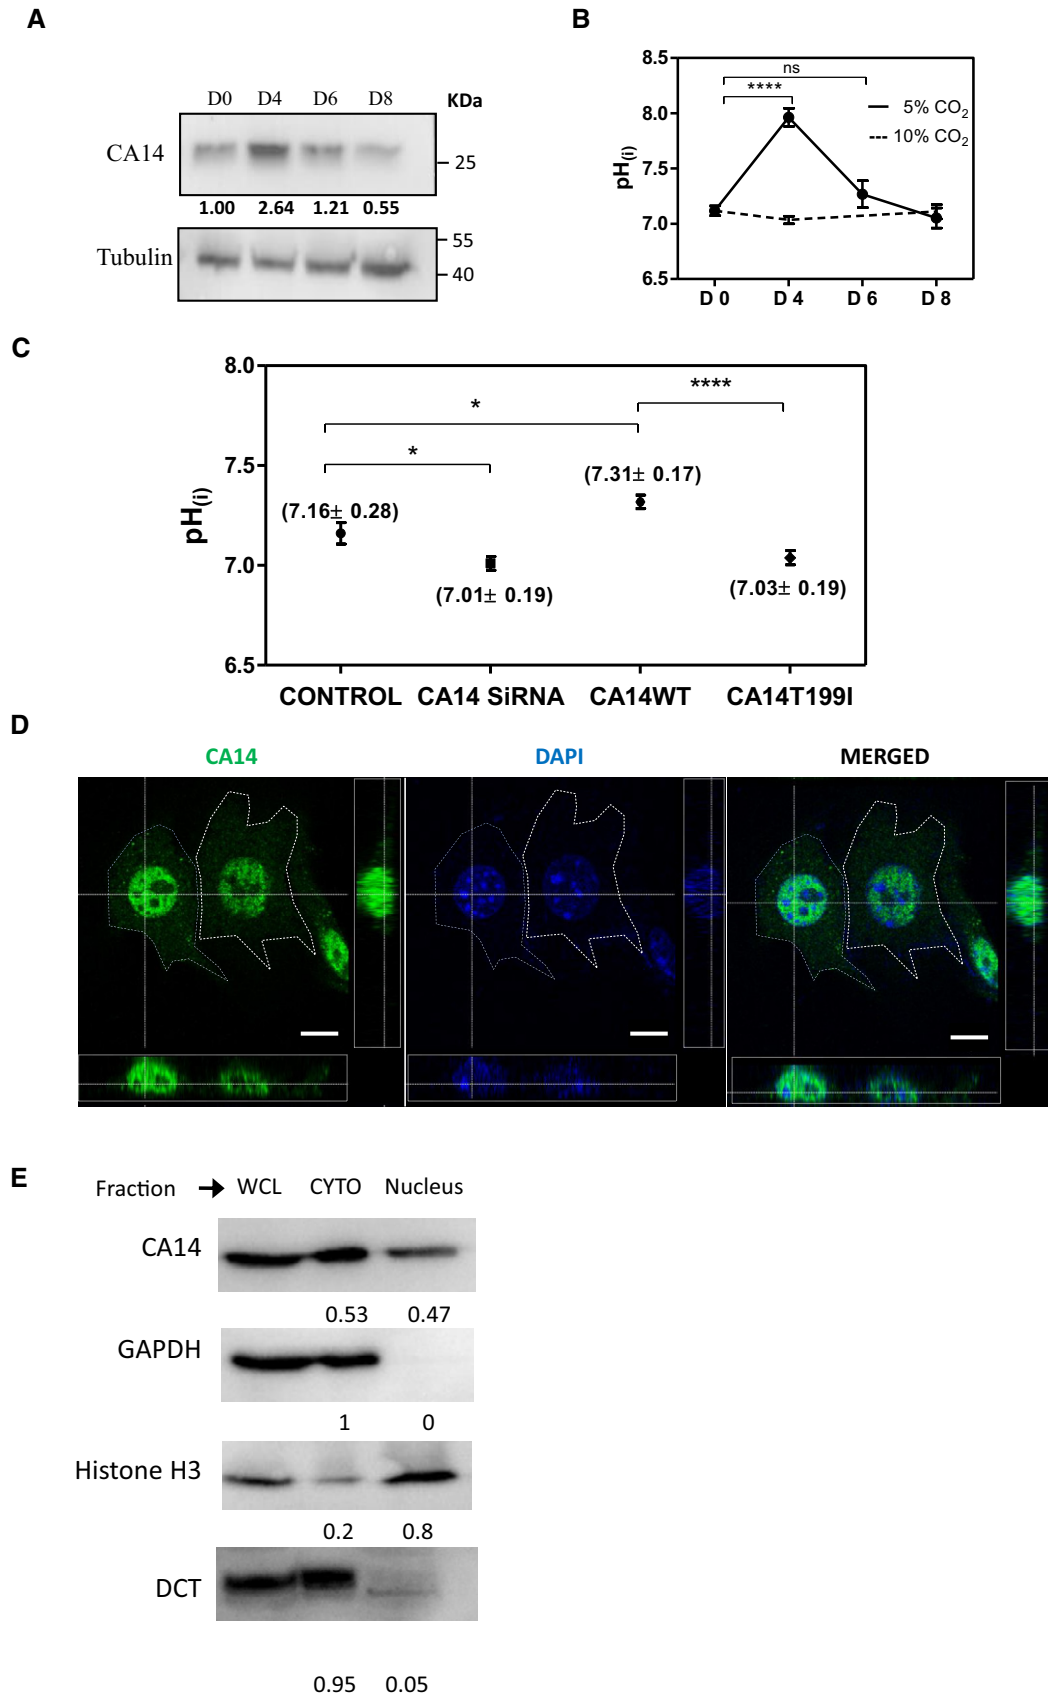 A
D0 D4 D6 D8 KDa
CA14
25
1.00 2.64 1.21 0.55
Tubulin
55
40
B
8.5
8.0
7.5
7.0
6.5
pH(i)
ns
****
5% CO2
10% CO2
D 0 D 4 D 6 D 8
C
8.0
7.5
7.0
6.5
pH(i)
*
*
****
(7.16± 0.28)
(7.01± 0.19)
(7.31± 0.17)
(7.03± 0.19)
CONTROL CA14 SiRNA CA14WT CA14T199I
D
CA14 DAPI MERGED
E
Fraction → WCL CYTO Nucleus
CA14
0.53 0.47
GAPDH
1 0
Histone H3
0.2 0.8
DCT
0.95 0.05